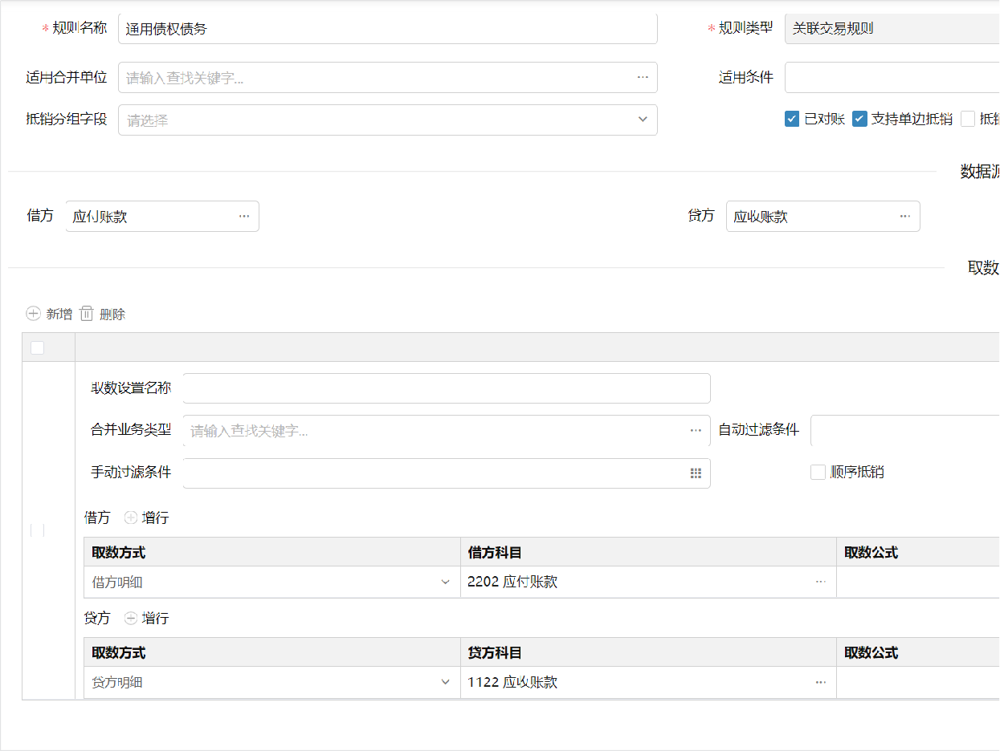 * 规则名称 通用债权债务 * 规则类型 关联交易规则
适用合并单位 请输入查找关键字... 适用条件
抵销分组字段 请选择 已对账 支持单边抵销 抵销
数据源
借方 应付账款 贷方 应收账款
取数
新增 删除
取数设置名称
合并业务类型 请输入查找关键字... 自动过滤条件
手动过滤条件 顺序抵销
借方 增行
取数方式 借方科目 取数公式
借方明细 2202 应付账款
贷方 增行
取数方式 贷方科目 取数公式
贷方明细 1122 应收账款